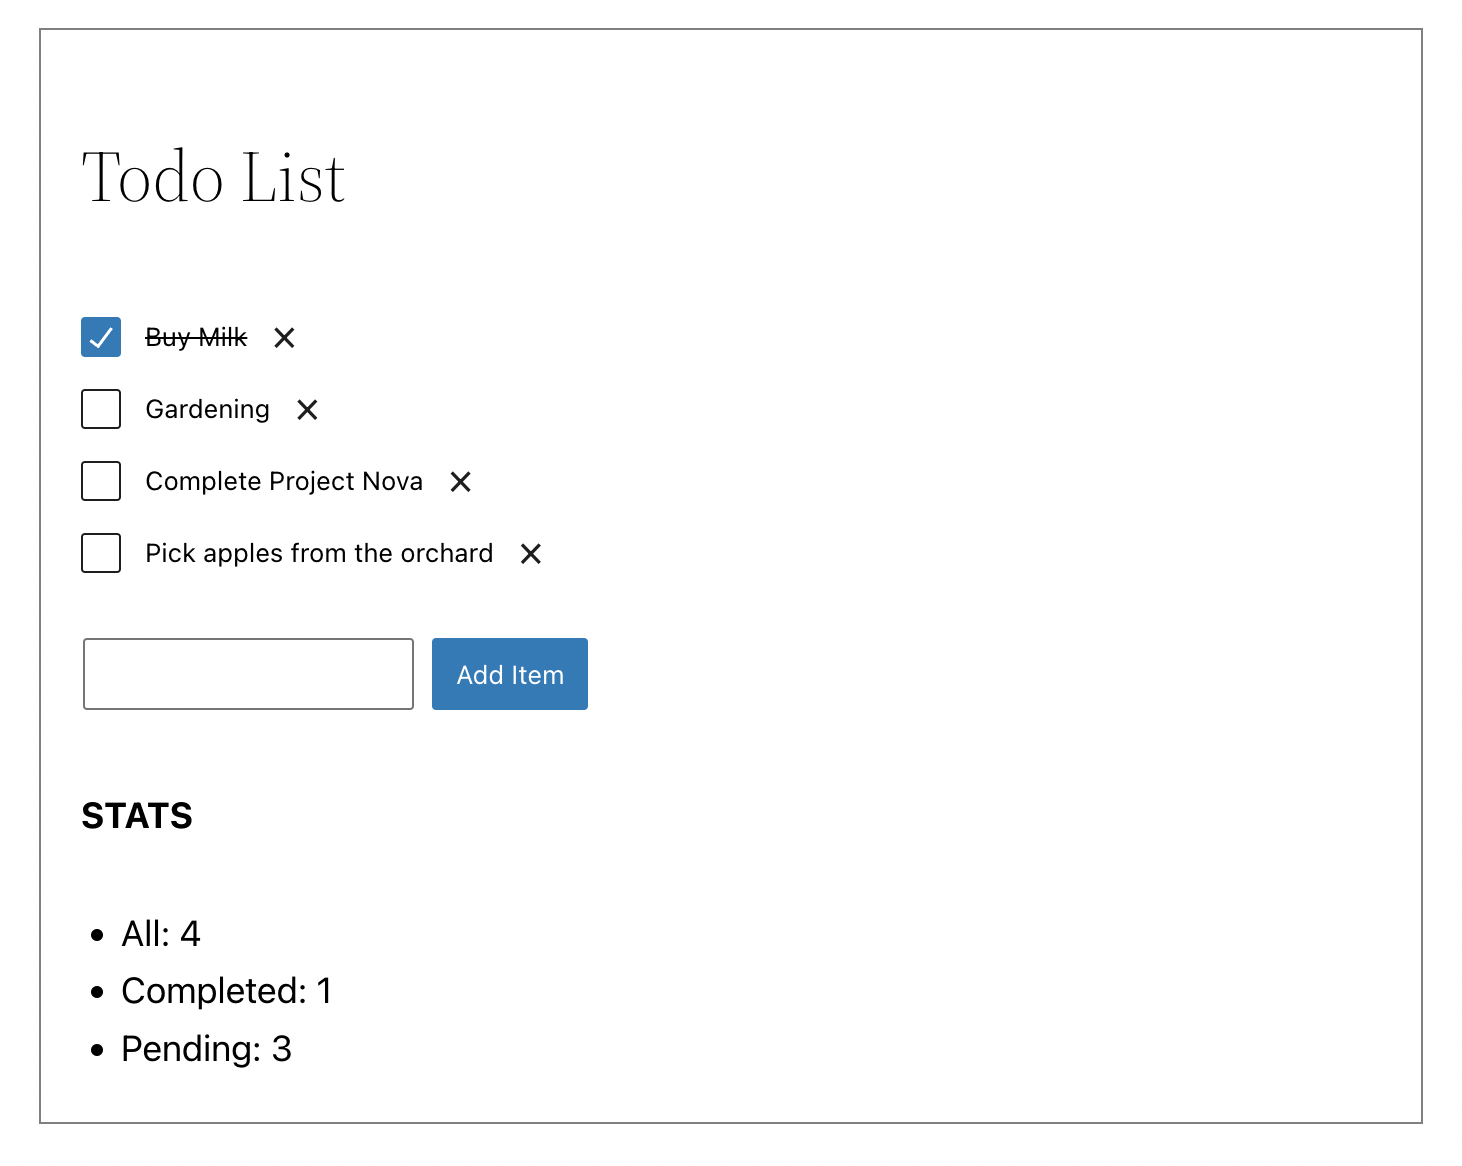 Todo List
Buy Milk
Gardening
Complete Project Nova
Pick apples from the orchard
Add Item
STATS
All: 4
Completed: 1
Pending: 3